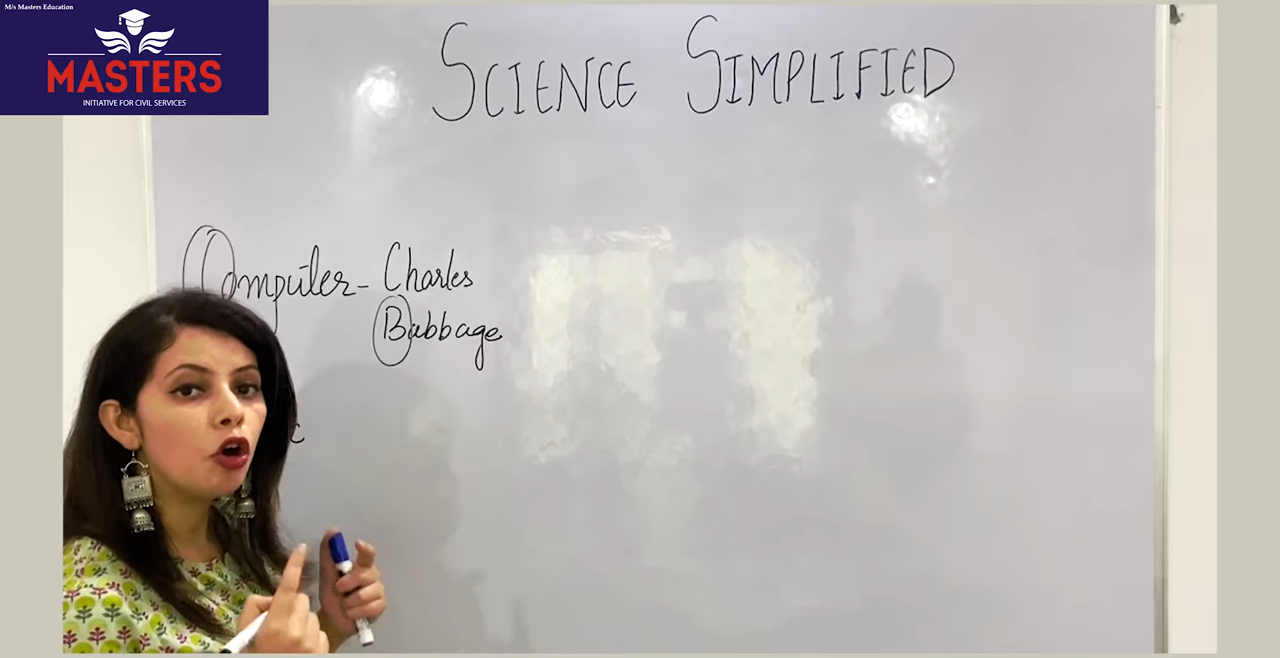 M/s Masters Education
MASTERS
INITIATIVE FOR CIVIL SERVICES
SCIENCE SIMPLIFIED
Computer - Charles
Babbage